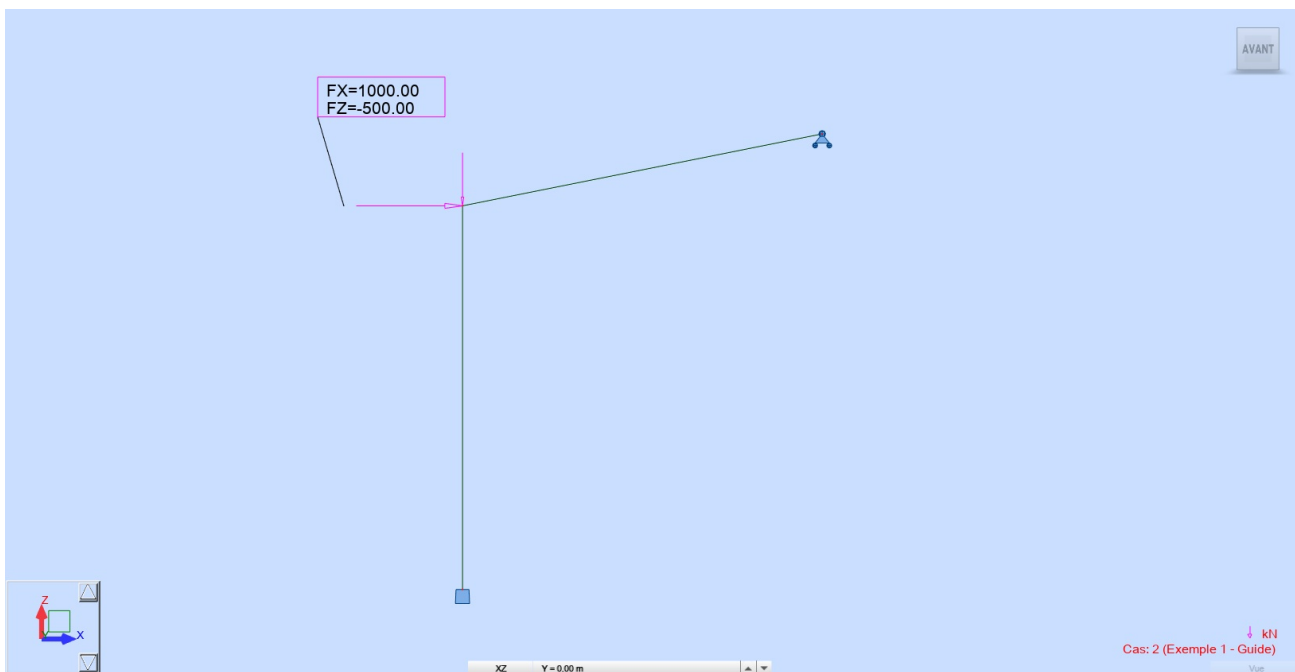 AVANT
FX=1000.00
FZ=-500.00
Z
X
kN
Cas: 2 (Exemple 1 - Guide)
XZ Y = 0.00 m
Vue